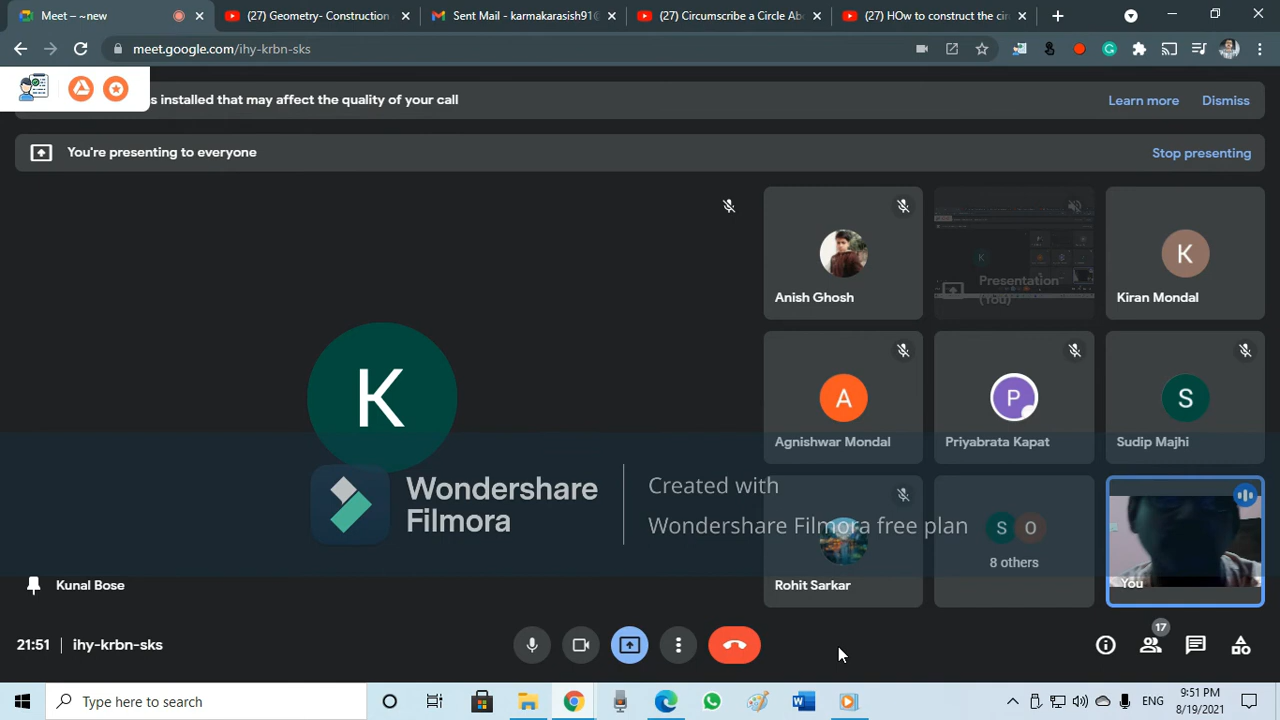 Meet – ~new
(27) Geometry- Construction
Sent Mail - karmakarasish91@
(27) Circumscribe a Circle Abo
(27) HOw to construct the cir
meet.google.com/ihy-krbn-sks
s installed that may affect the quality of your call
Learn more
Dismiss
You're presenting to everyone
Stop presenting
Anish Ghosh
Presentation
(You)
Kiran Mondal
K
K
K
A
P
S
Agnishwar Mondal
Priyabrata Kapat
Sudip Majhi
Wondershare
Filmora
Created with
Wondershare Filmora free plan
S O
8 others
Kunal Bose
Rohit Sarkar
You
21:51 | ihy-krbn-sks
17
Type here to search
W
ENG
9:51 PM
8/19/2021